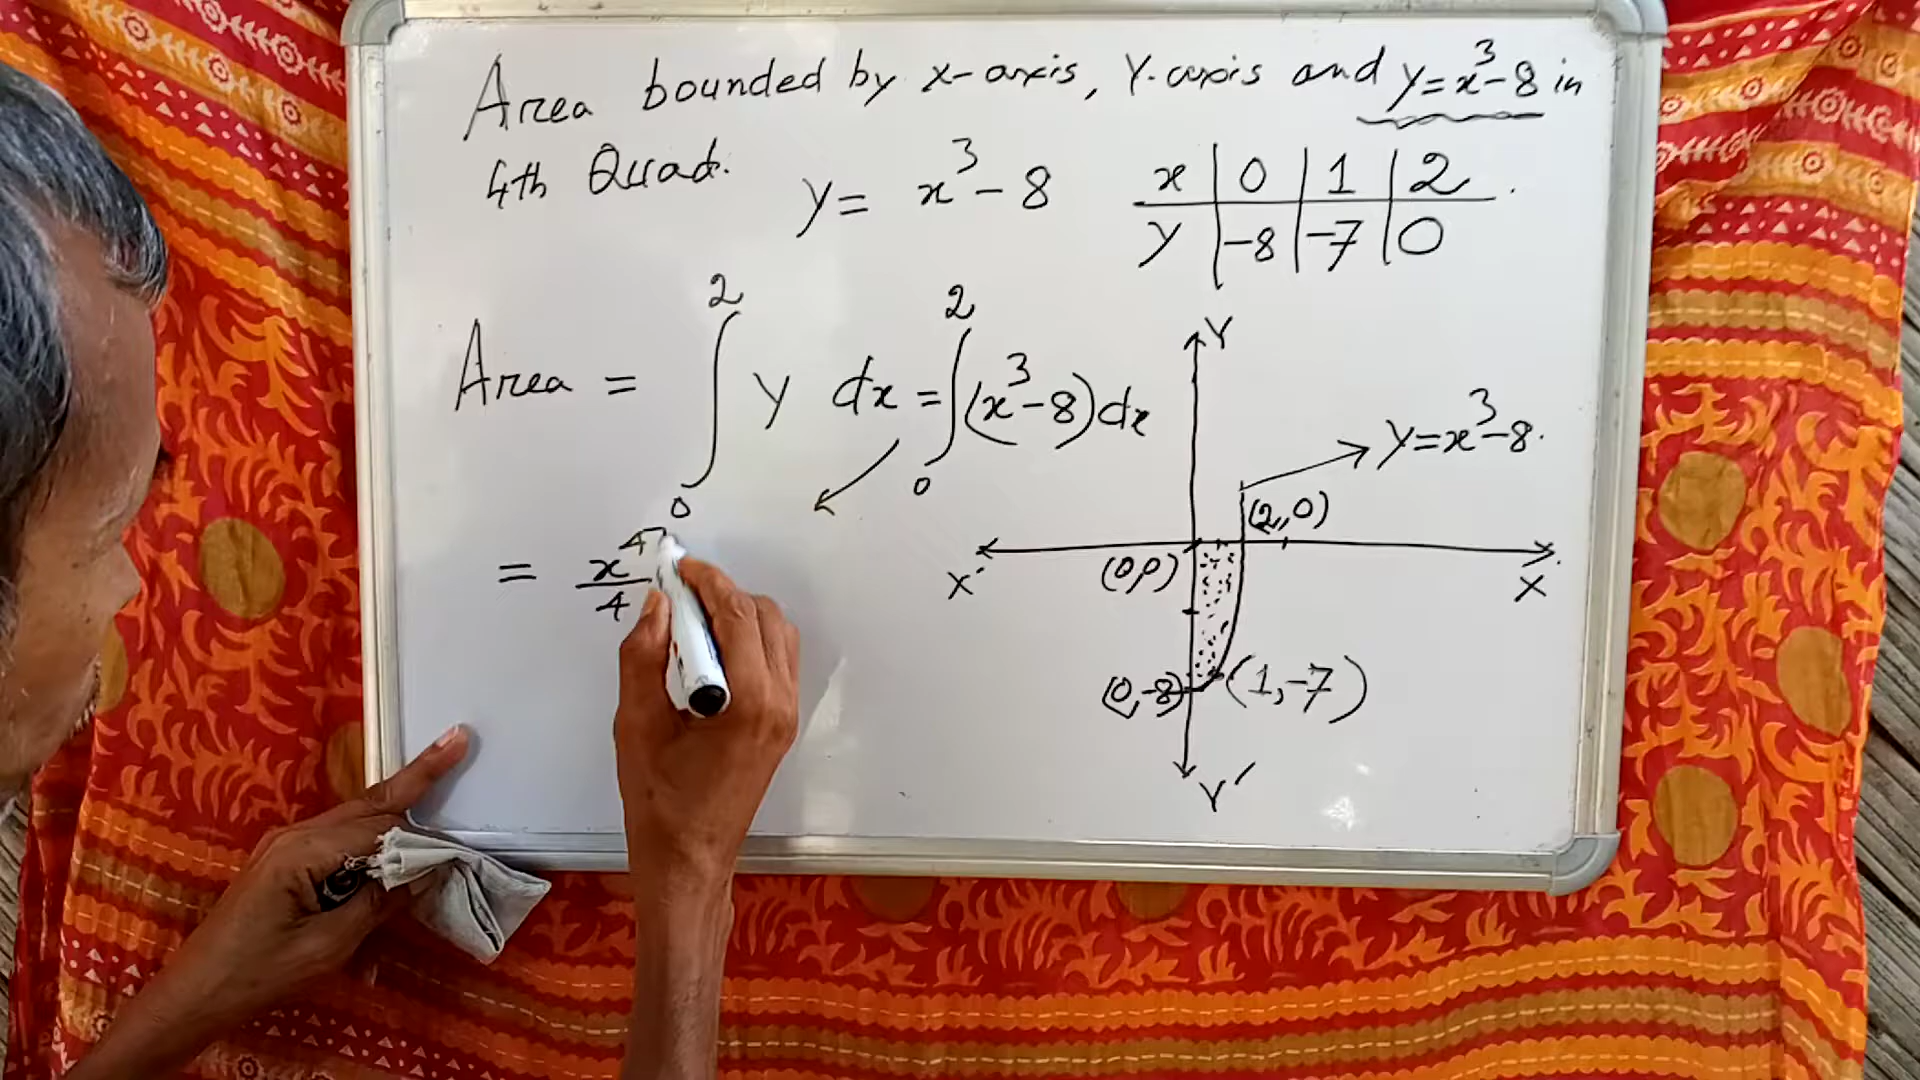 Area bounded by x-axis, Y-axis and y=x³-8 in
4th Quad.
y= x³-8
x | 0 | 1 | 2
y | -8 | -7 | 0
Area = ∫₀² y dx = ∫₀² (x³-8)dx
= x⁴/4
Y
y=x³-8.
(2,0)
X' (0,0) X
(0,-8) (1,-7)
Y'